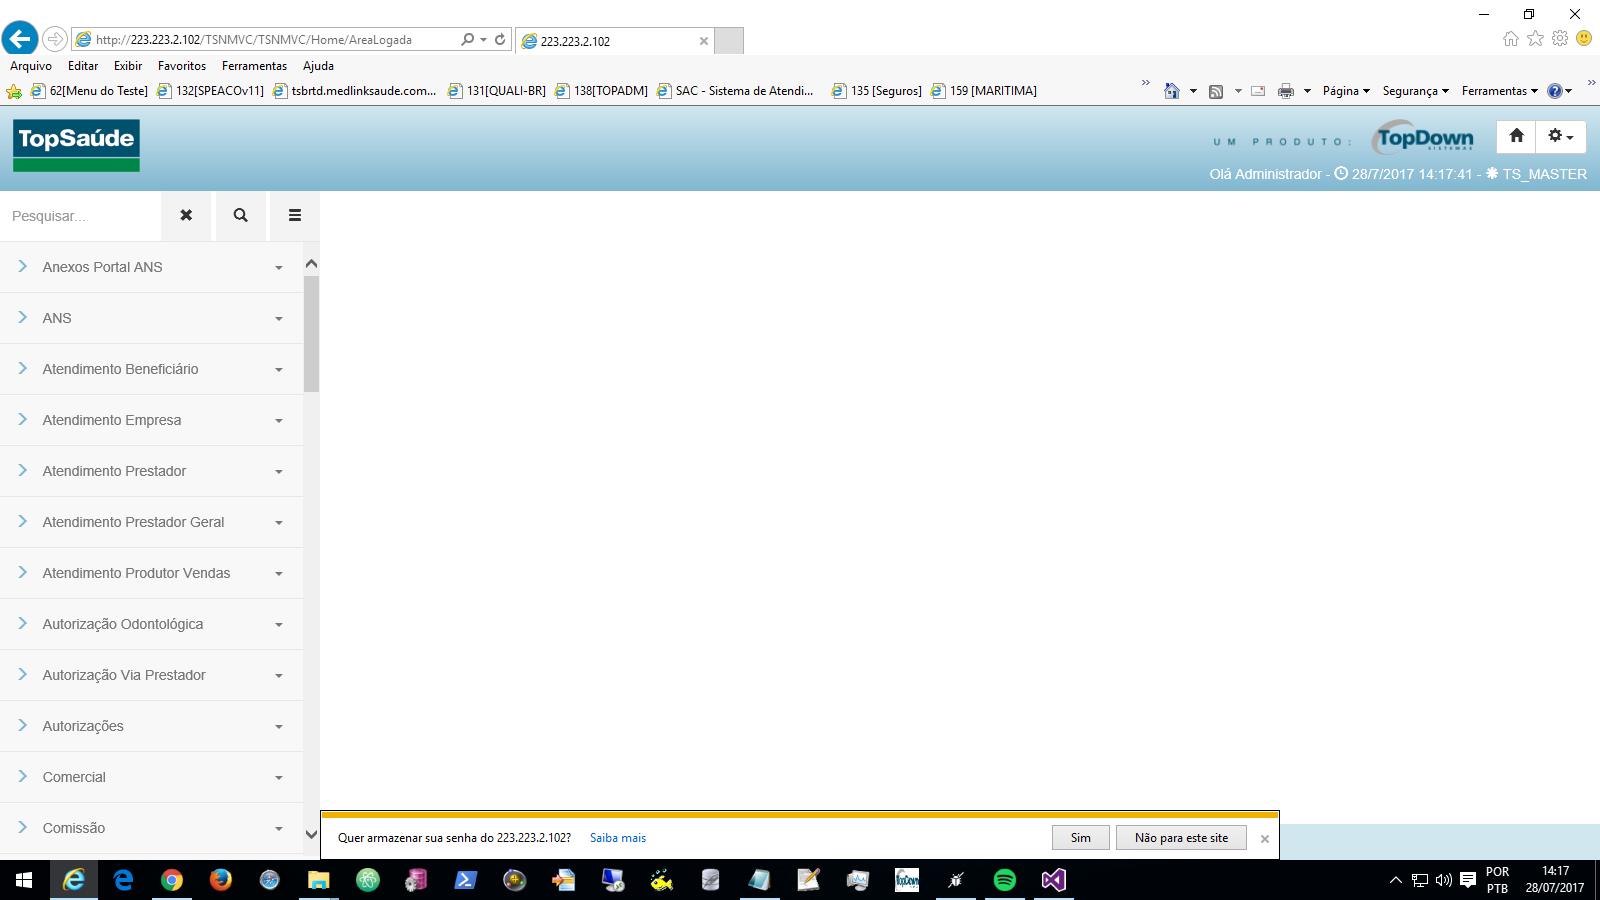 http://223.223.2.102/TSNMVC/TSNMVC/Home/AreaLogada
223.223.2.102
Arquivo Editar Exibir Favoritos Ferramentas Ajuda
62[Menu do Teste] 132[SPEACOv11] tsbrtd.medlinksaude.com... 131[QUALI-BR] 138[TOPADM] SAC - Sistema de Atendi... 135 [Seguros] 159 [MARITIMA] Página Segurança Ferramentas
TopSaúde
UM PRODUTO: TopDown SISTEMAS
Olá Administrador - 28/7/2017 14:17:41 - TS_MASTER
Pesquisar...
Anexos Portal ANS
ANS
Atendimento Beneficiário
Atendimento Empresa
Atendimento Prestador
Atendimento Prestador Geral
Atendimento Produtor Vendas
Autorização Odontológica
Autorização Via Prestador
Autorizações
Comercial
Comissão
Quer armazenar sua senha do 223.223.2.102? Saiba mais Sim Não para este site
TopDown
POR 14:17
PTB 28/07/2017